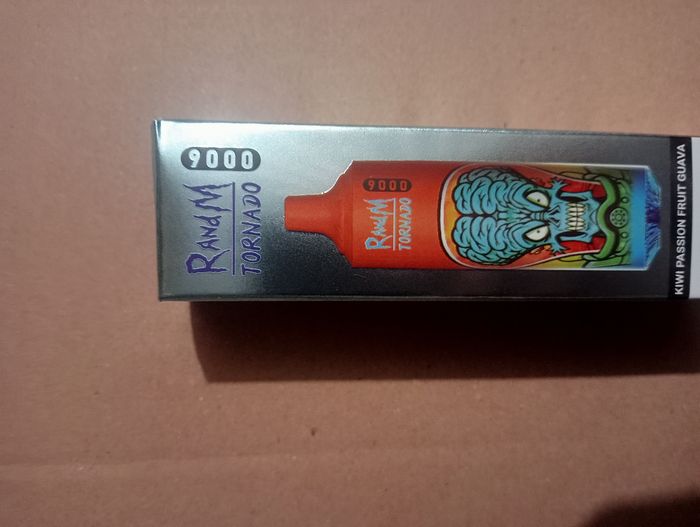 9000
RANDM
TORNADO
9000
RANDM
TORNADO
KIWI PASSION FRUIT GUAVA